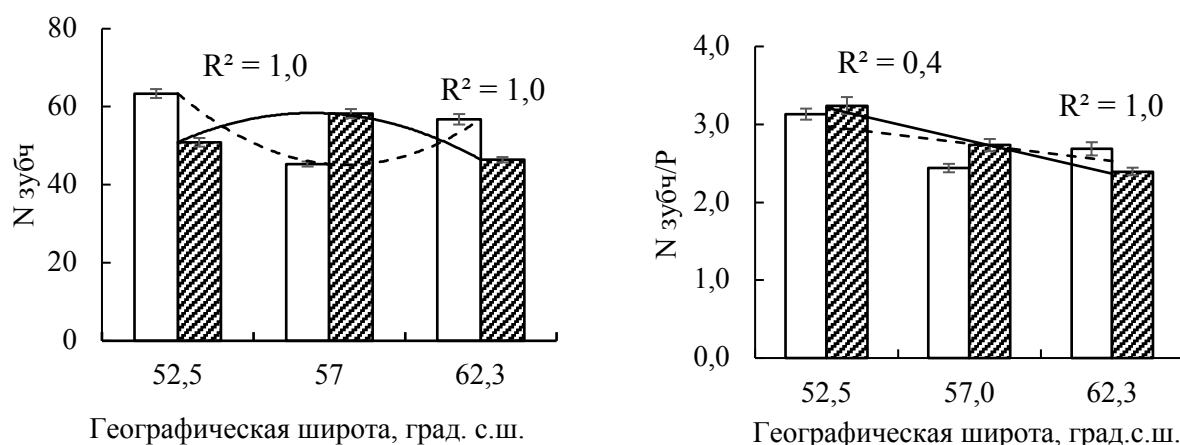 80
60
40
20
0
N зубч
R² = 1,0
R² = 1,0
52,5
57
62,3
Географическая широта, град. с.ш.
4,0
3,0
2,0
1,0
0,0
N зубч/P
R² = 0,4
R² = 1,0
52,5
57,0
62,3
Географическая широта, град.с.ш.